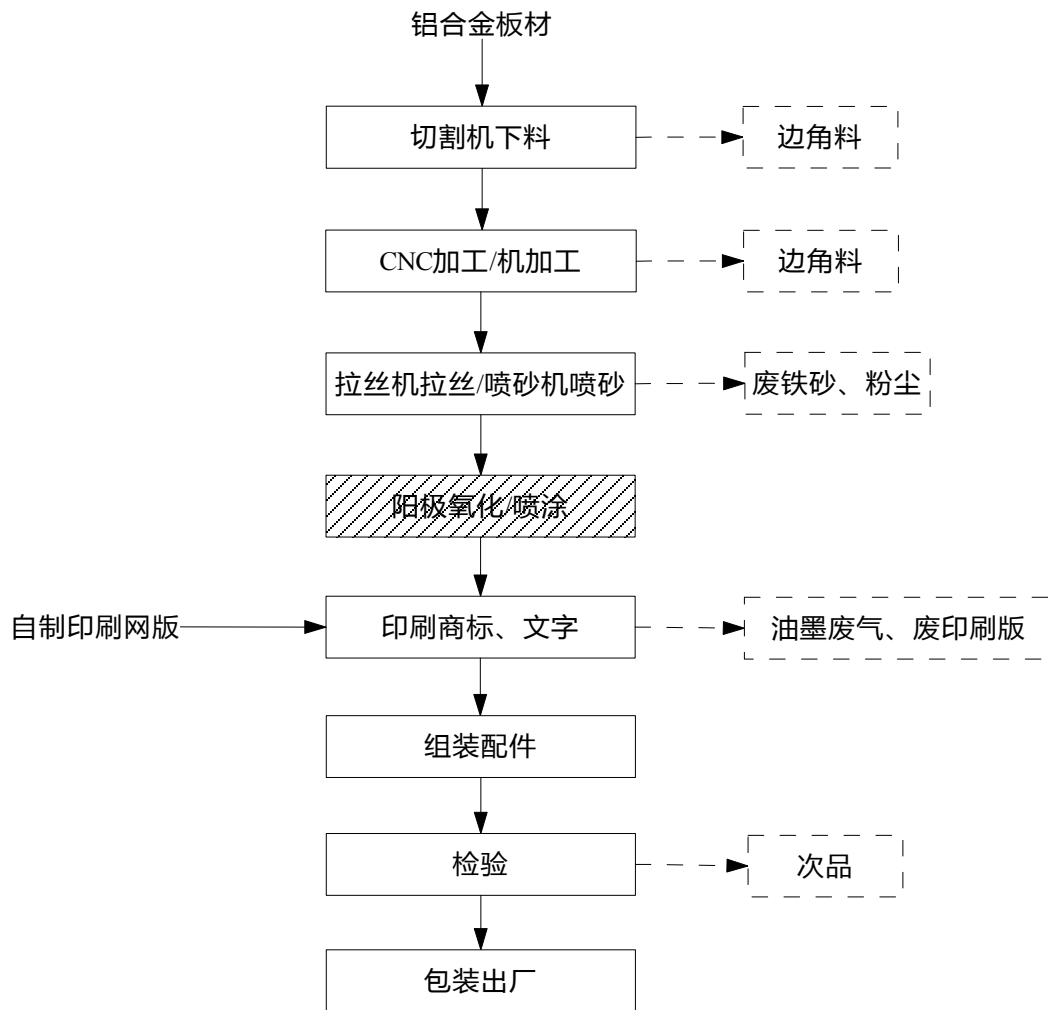 铝合金板材
切割机下料
边角料
CNC加工/机加工
边角料
拉丝机拉丝/喷砂机喷砂
废铁砂、粉尘
阳极氧化/喷涂
自制印刷网版
印刷商标、文字
油墨废气、废印刷版
组装配件
检验
次品
包装出厂